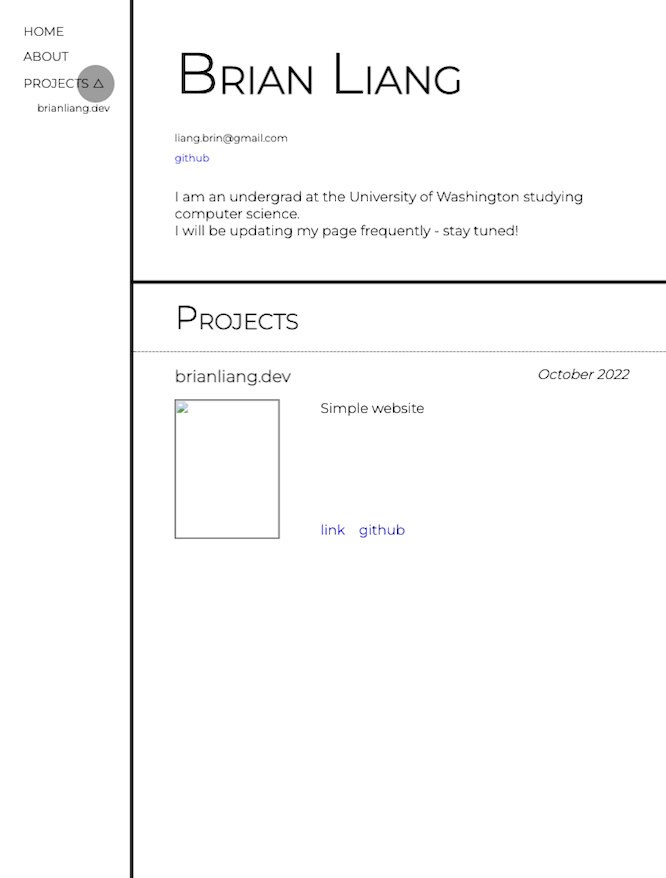 HOME
ABOUT
PROJECTS △
brianliang.dev
BRIAN LIANG
liang.brin@gmail.com
github
I am an undergrad at the University of Washington studying
computer science.
I will be updating my page frequently - stay tuned!
PROJECTS
brianliang.dev
October 2022
Simple website
link github